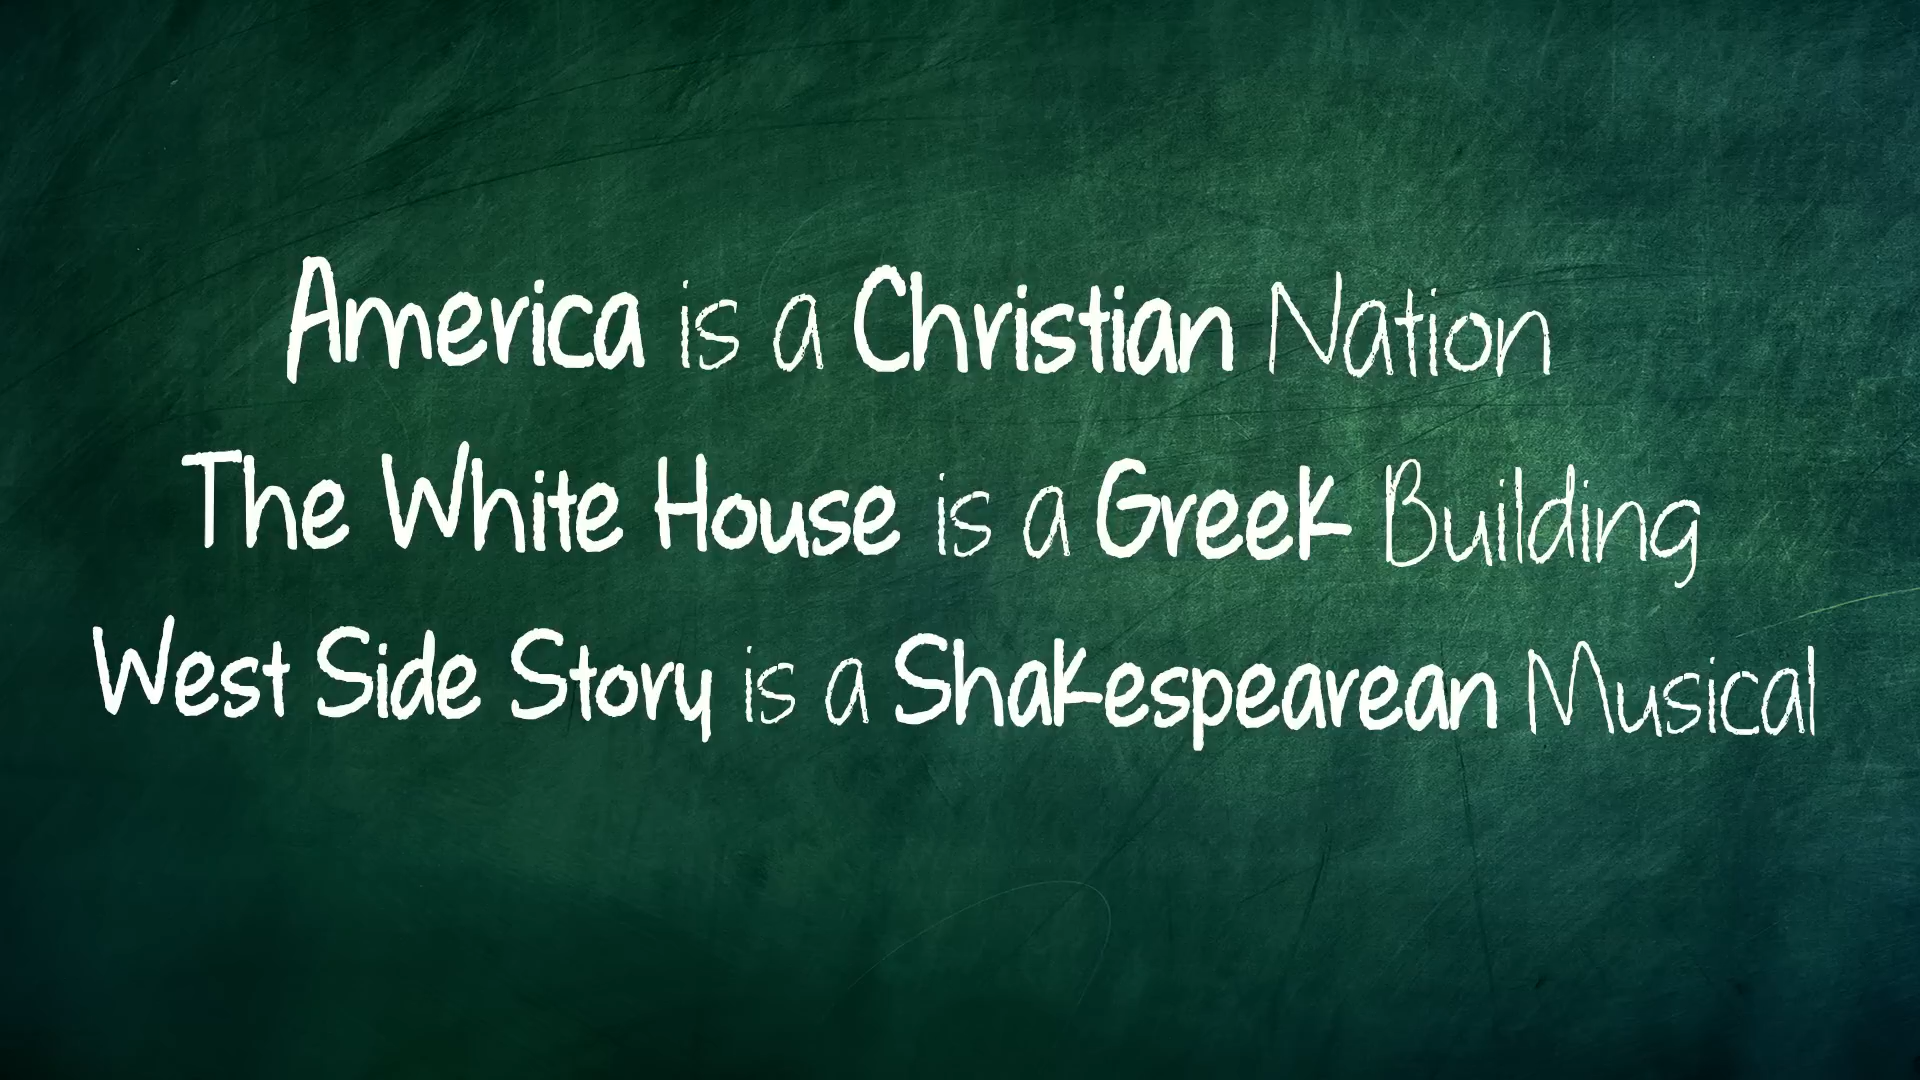 America is a Christian Nation
The White House is a Greek Building
West Side Story is a Shakespearean Musical